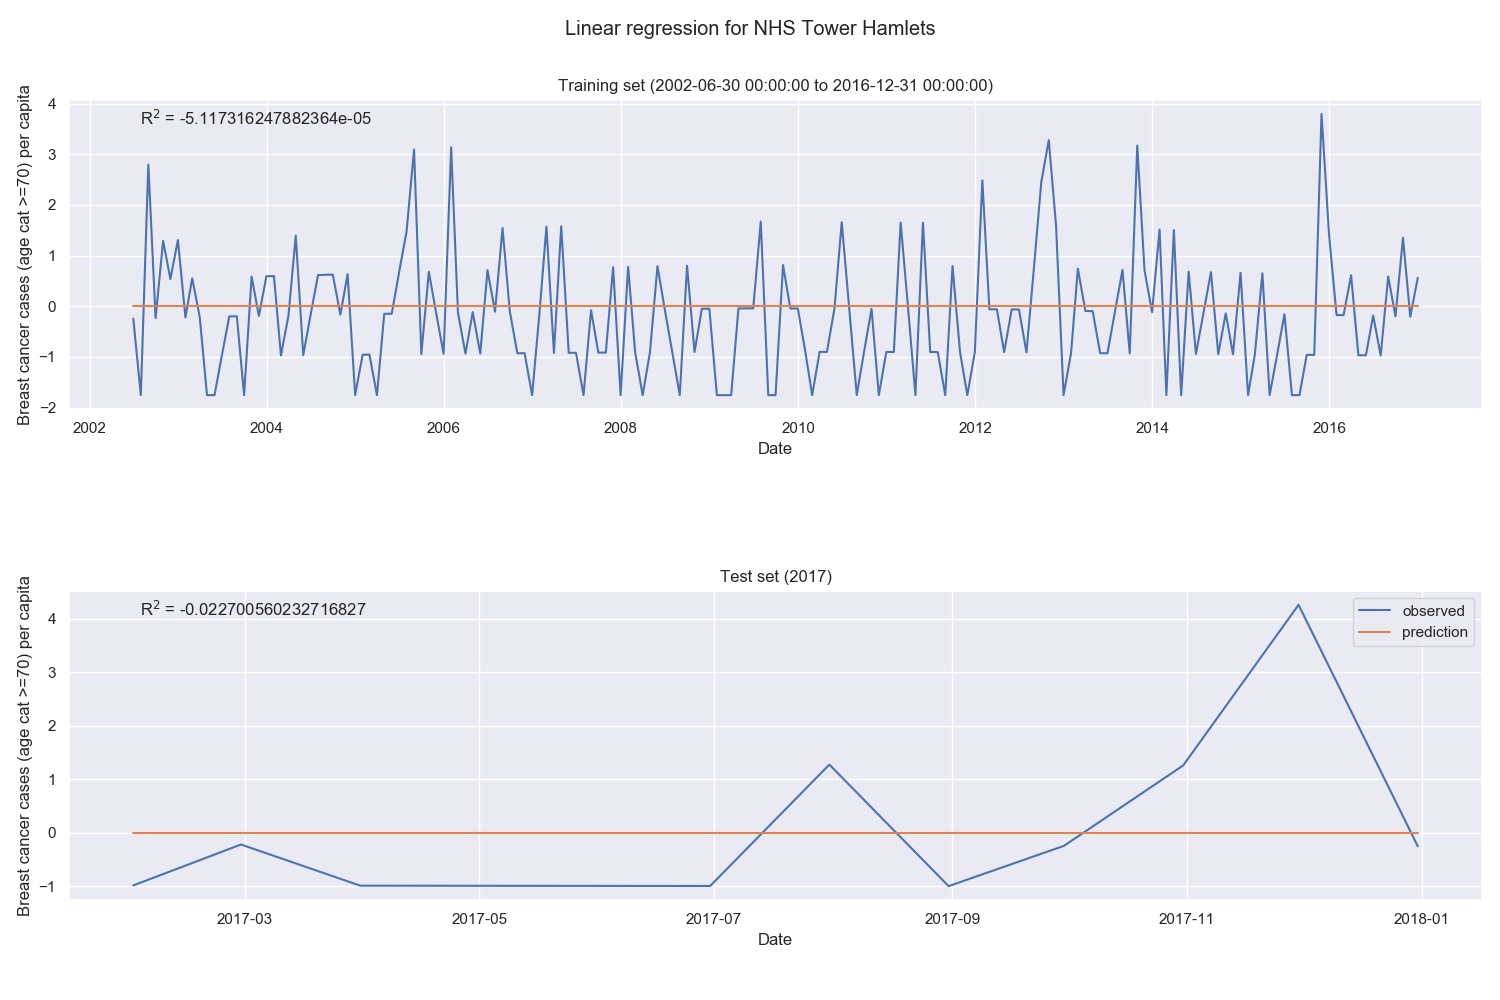 Linear regression for NHS Tower Hamlets
Training set (2002-06-30 00:00:00 to 2016-12-31 00:00:00)
R² = -5.117316247882364e-05
Breast cancer cases (age cat >=70) per capita
4
3
2
1
0
−1
−2
2002 2004 2006 2008 2010 2012 2014 2016
Date
Test set (2017)
R² = -0.022700560232716827
observed
prediction
Breast cancer cases (age cat >=70) per capita
4
3
2
1
0
−1
2017-03 2017-05 2017-07 2017-09 2017-11 2018-01
Date